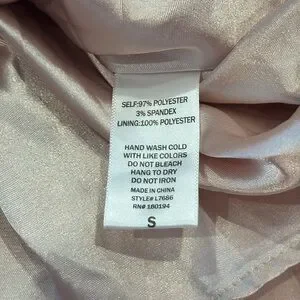 SELF:97% POLYESTER
3% SPANDEX
LINING:100% POLYESTER
HAND WASH COLD
WITH LIKE COLORS
DO NOT BLEACH
HANG TO DRY
DO NOT IRON
MADE IN CHINA
STYLE# L7686
RN# 180194
S